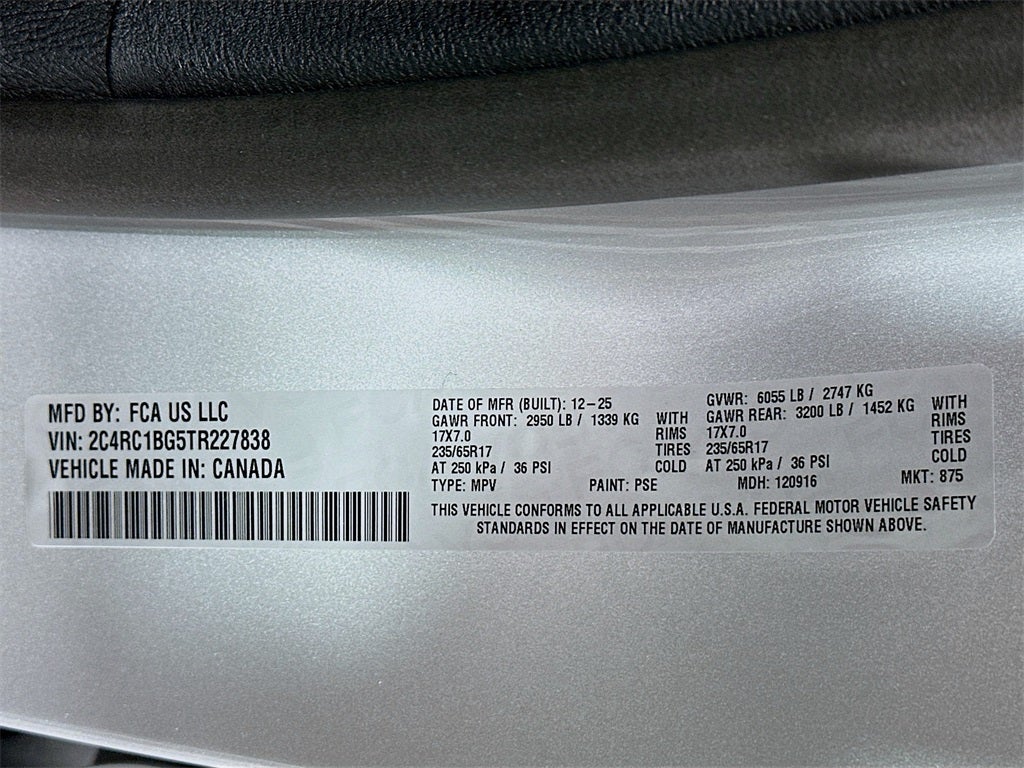 MFD BY: FCA US LLC
VIN: 2C4RC1BG5TR227838
VEHICLE MADE IN: CANADA
DATE OF MFR (BUILT): 12-25
GVWR: 6055 LB / 2747 KG
GAWR FRONT: 2950 LB / 1339 KG WITH
GAWR REAR: 3200 LB / 1452 KG WITH
17X7.0 RIMS
17X7.0 RIMS
235/65R17 TIRES
235/65R17 TIRES
AT 250 kPa / 36 PSI COLD
AT 250 kPa / 36 PSI COLD
TYPE: MPV PAINT: PSE MDH: 120916 MKT: 875
THIS VEHICLE CONFORMS TO ALL APPLICABLE U.S.A. FEDERAL MOTOR VEHICLE SAFETY
STANDARDS IN EFFECT ON THE DATE OF MANUFACTURE SHOWN ABOVE.